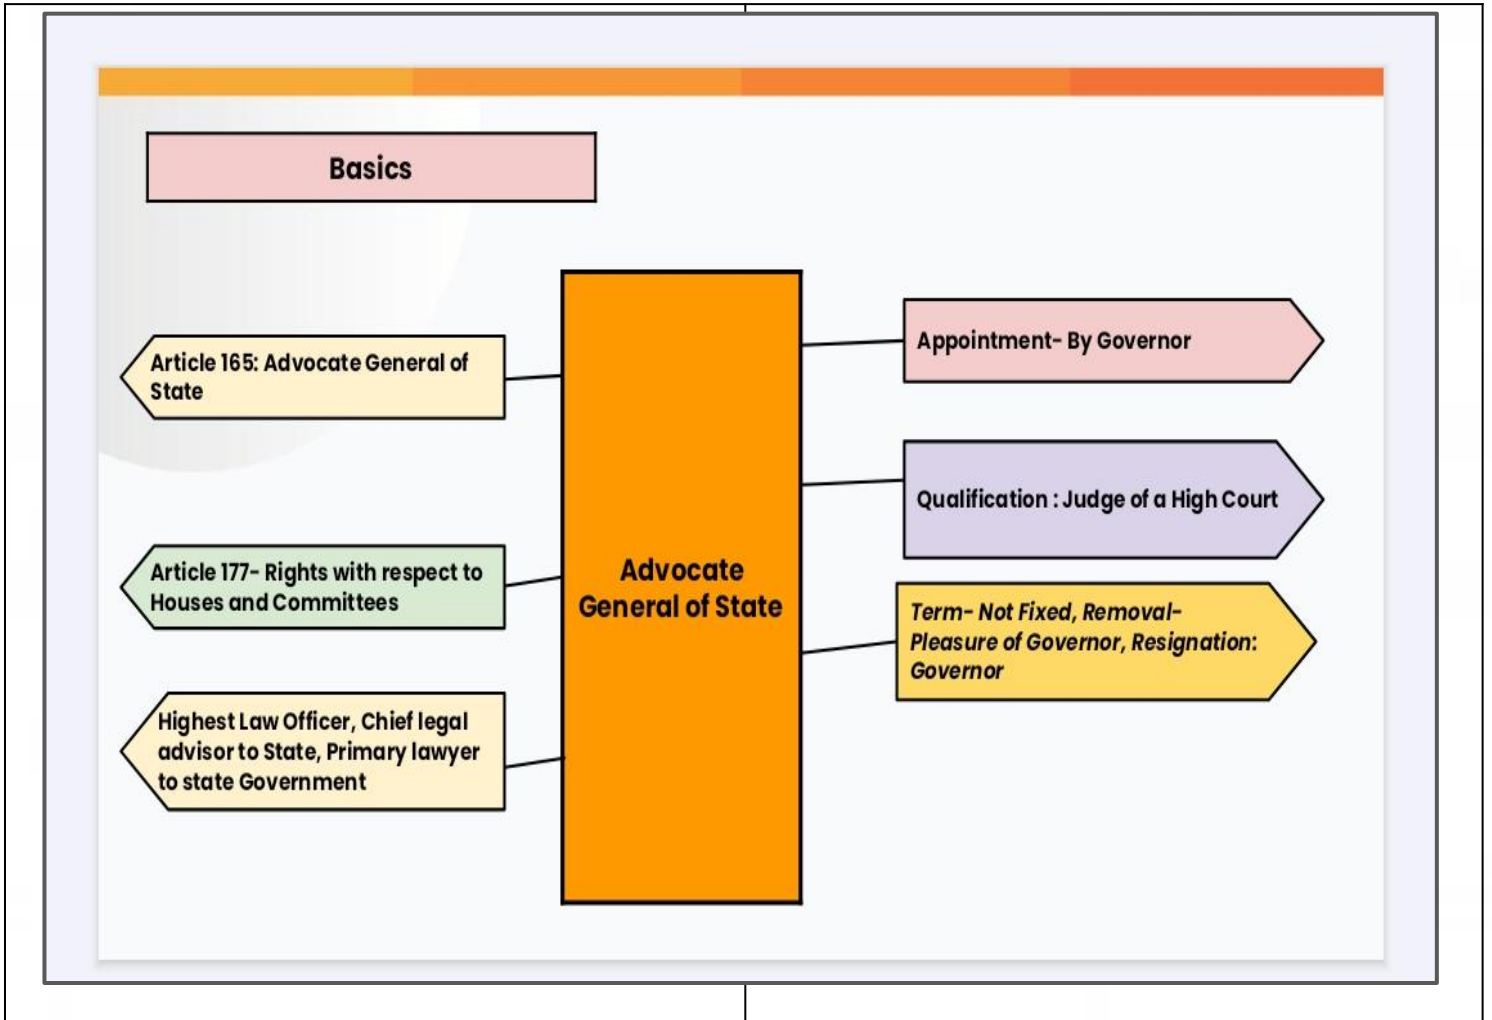 Basics
Article 165: Advocate General of
State
Article 177- Rights with respect to
Houses and Committees
Highest Law Officer, Chief legal
advisor to State, Primary lawyer
to state Government
Advocate
General of State
Appointment- By Governor
Qualification : Judge of a High Court
Term- Not Fixed, Removal-
Pleasure of Governor, Resignation:
Governor